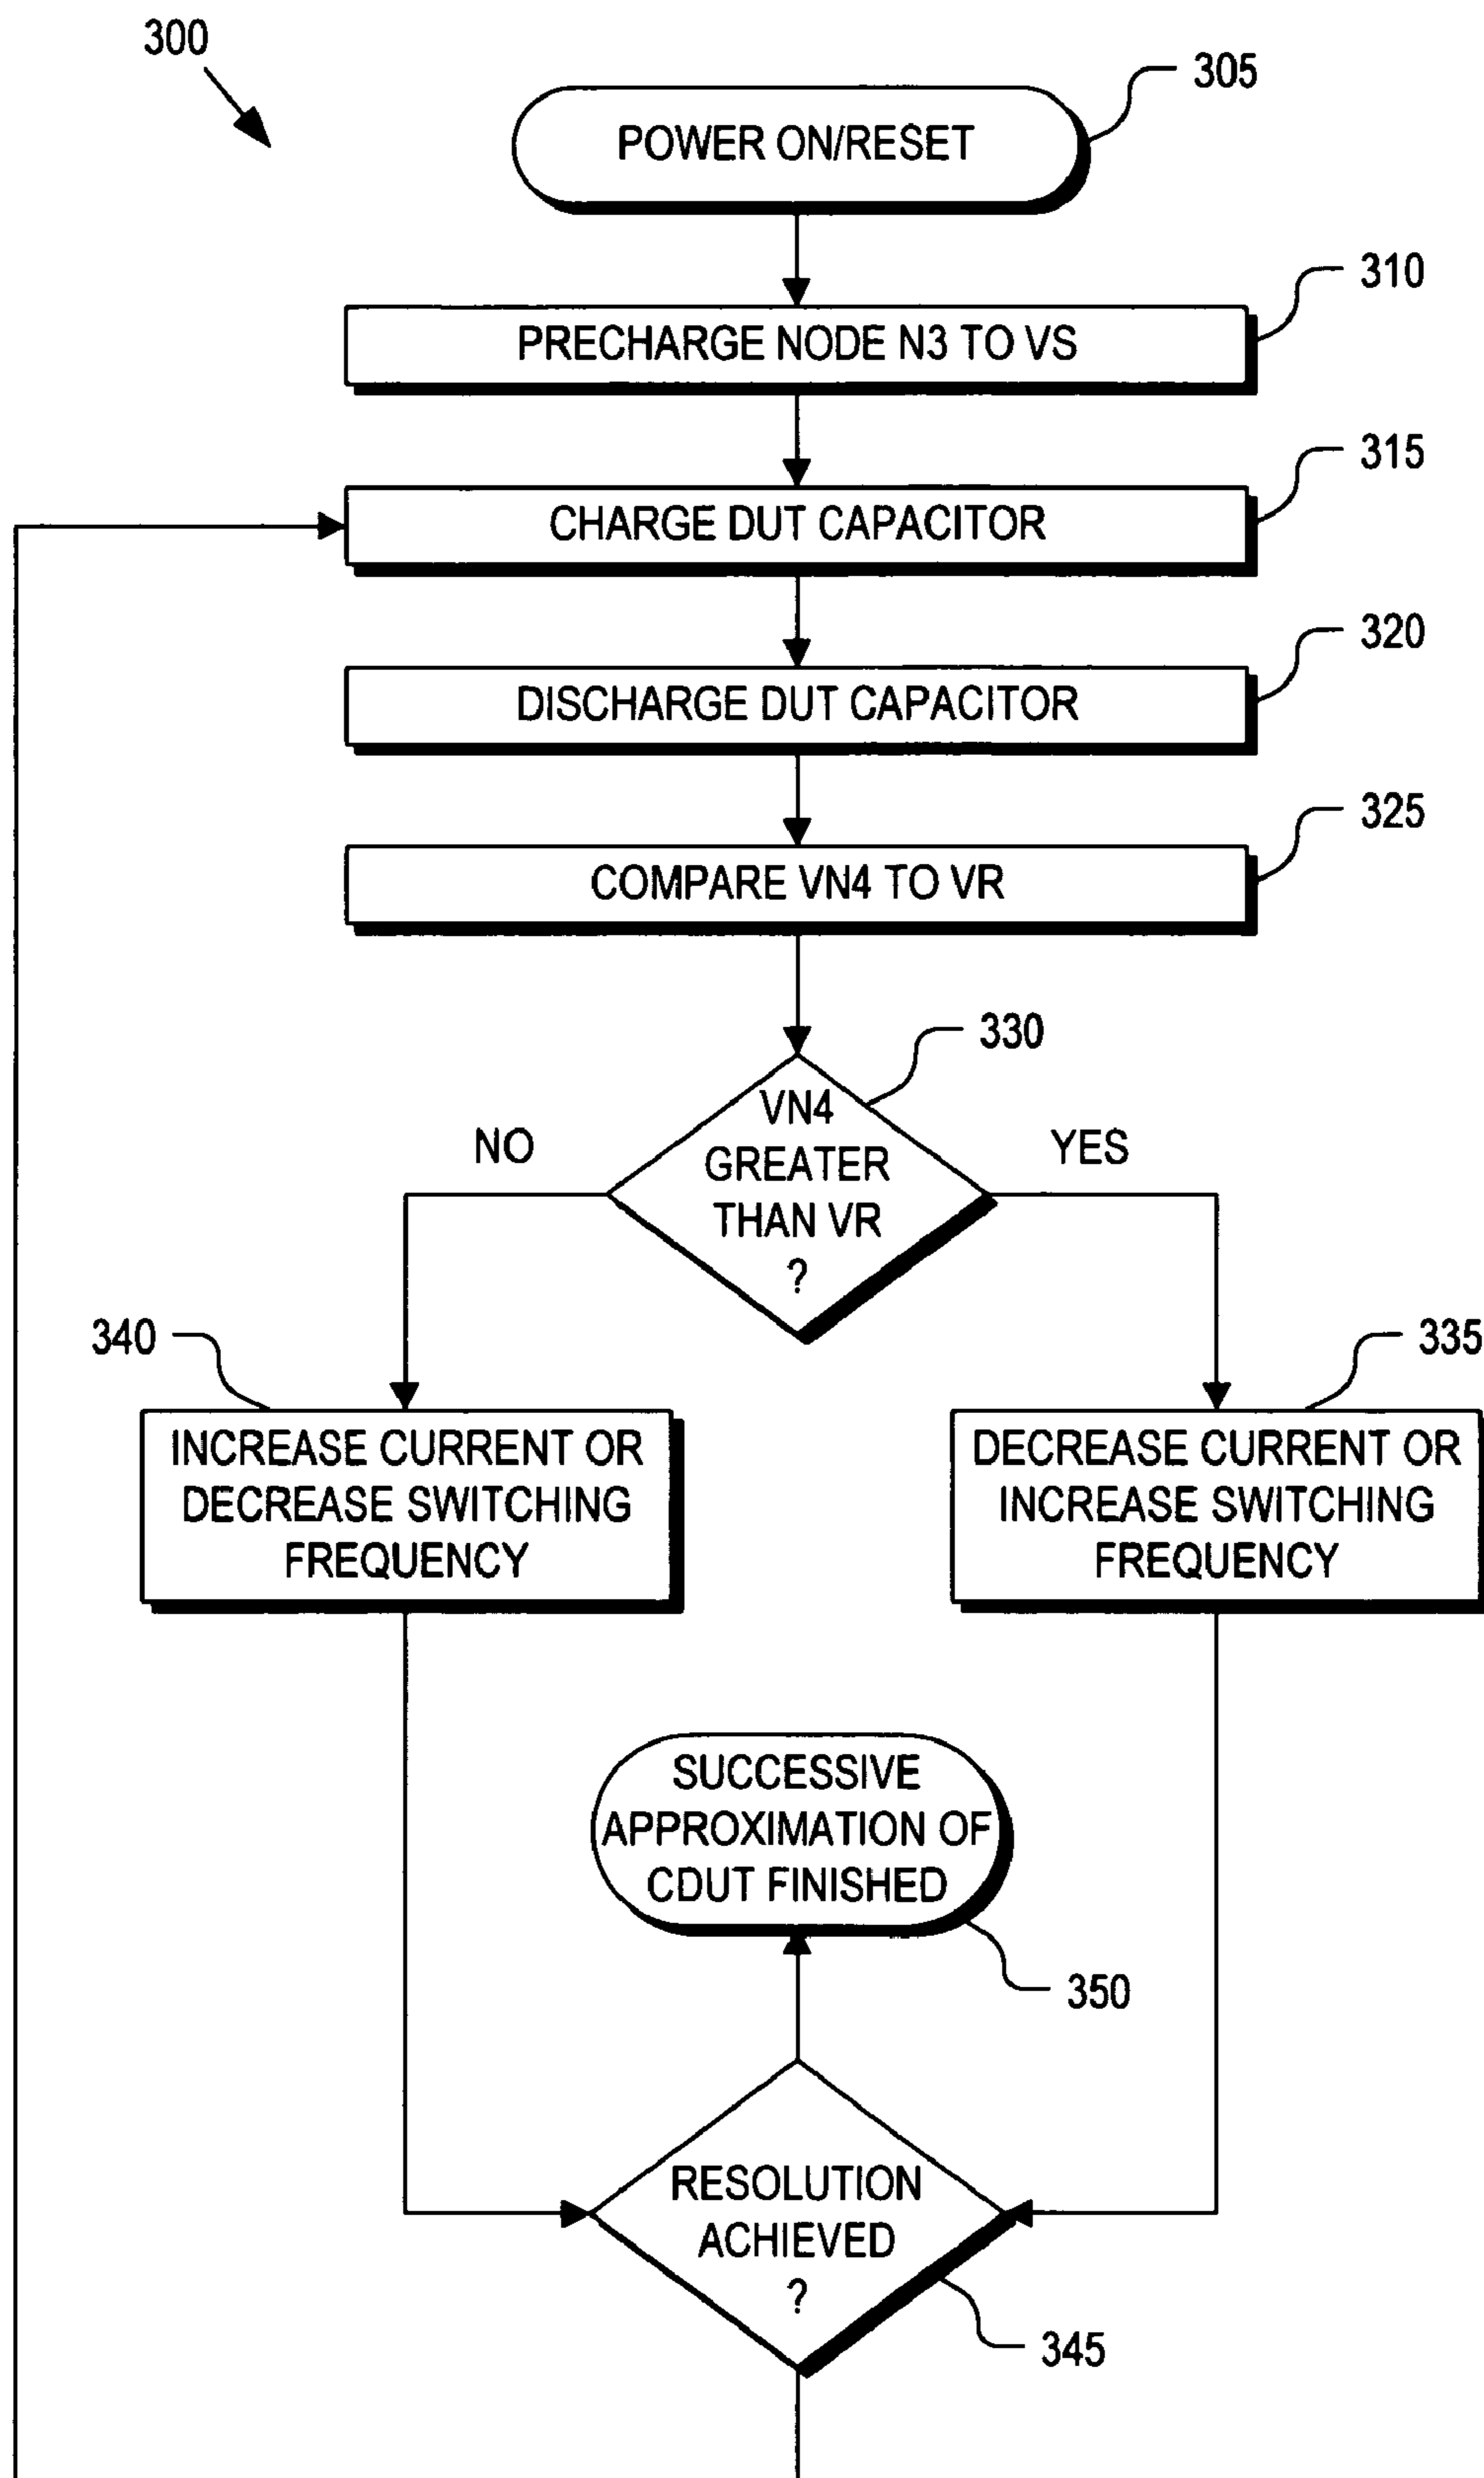 300
305
POWER ON/RESET
310
PRECHARGE NODE N3 TO VS
315
CHARGE DUT CAPACITOR
320
DISCHARGE DUT CAPACITOR
325
COMPARE VN4 TO VR
330
VN4
GREATER
THAN VR
?
NO
YES
340
335
INCREASE CURRENT OR
DECREASE SWITCHING
FREQUENCY
DECREASE CURRENT OR
INCREASE SWITCHING
FREQUENCY
SUCCESSIVE
APPROXIMATION OF
CDUT FINISHED
350
RESOLUTION
ACHIEVED
?
345